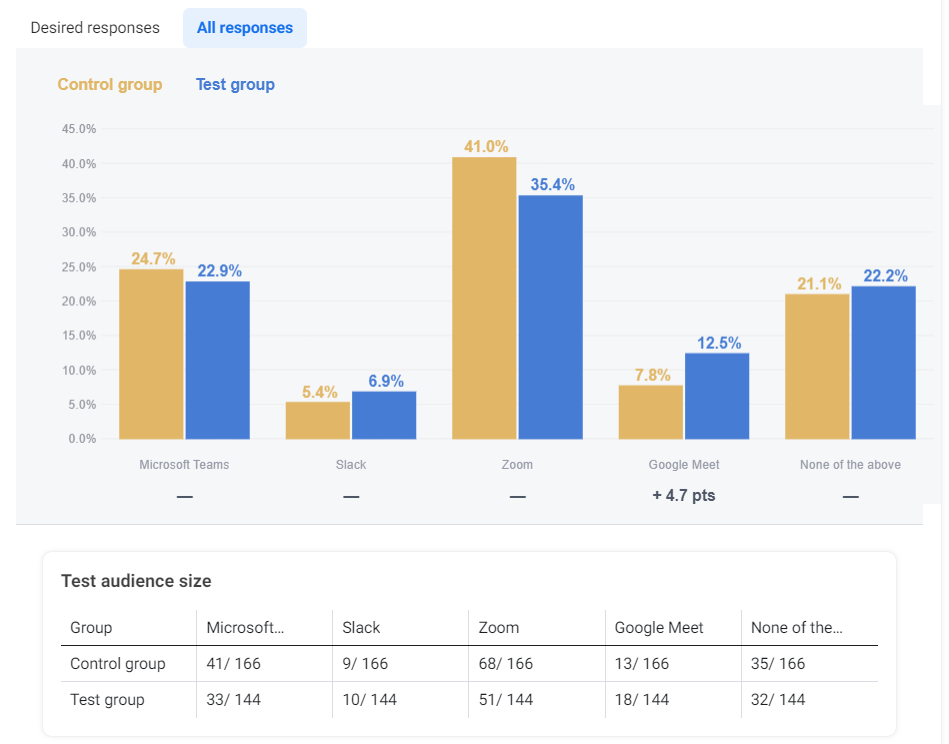 Desired responses All responses
Control group Test group
45.0%
40.0%
35.0%
30.0%
25.0%
20.0%
15.0%
10.0%
5.0%
0.0%
24.7% 22.9% 5.4% 6.9% 41.0% 35.4% 7.8% 12.5% 21.1% 22.2%
Microsoft Teams Slack Zoom Google Meet None of the above
— — — + 4.7 pts —
Test audience size
Group Microsoft... Slack Zoom Google Meet None of the...
Control group 41/ 166 9/ 166 68/ 166 13/ 166 35/ 166
Test group 33/ 144 10/ 144 51/ 144 18/ 144 32/ 144